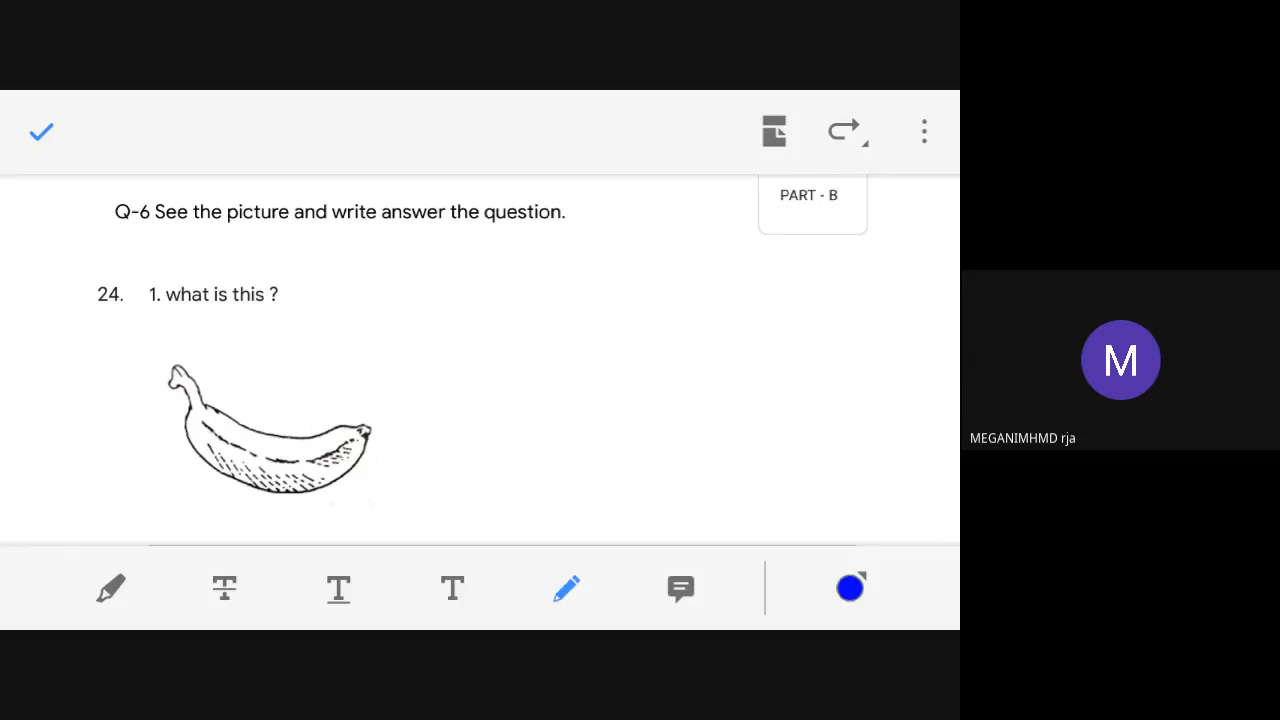 PART - B
Q-6 See the picture and write answer the question.
24. 1. what is this ?
M
MEGANIMHMD rja